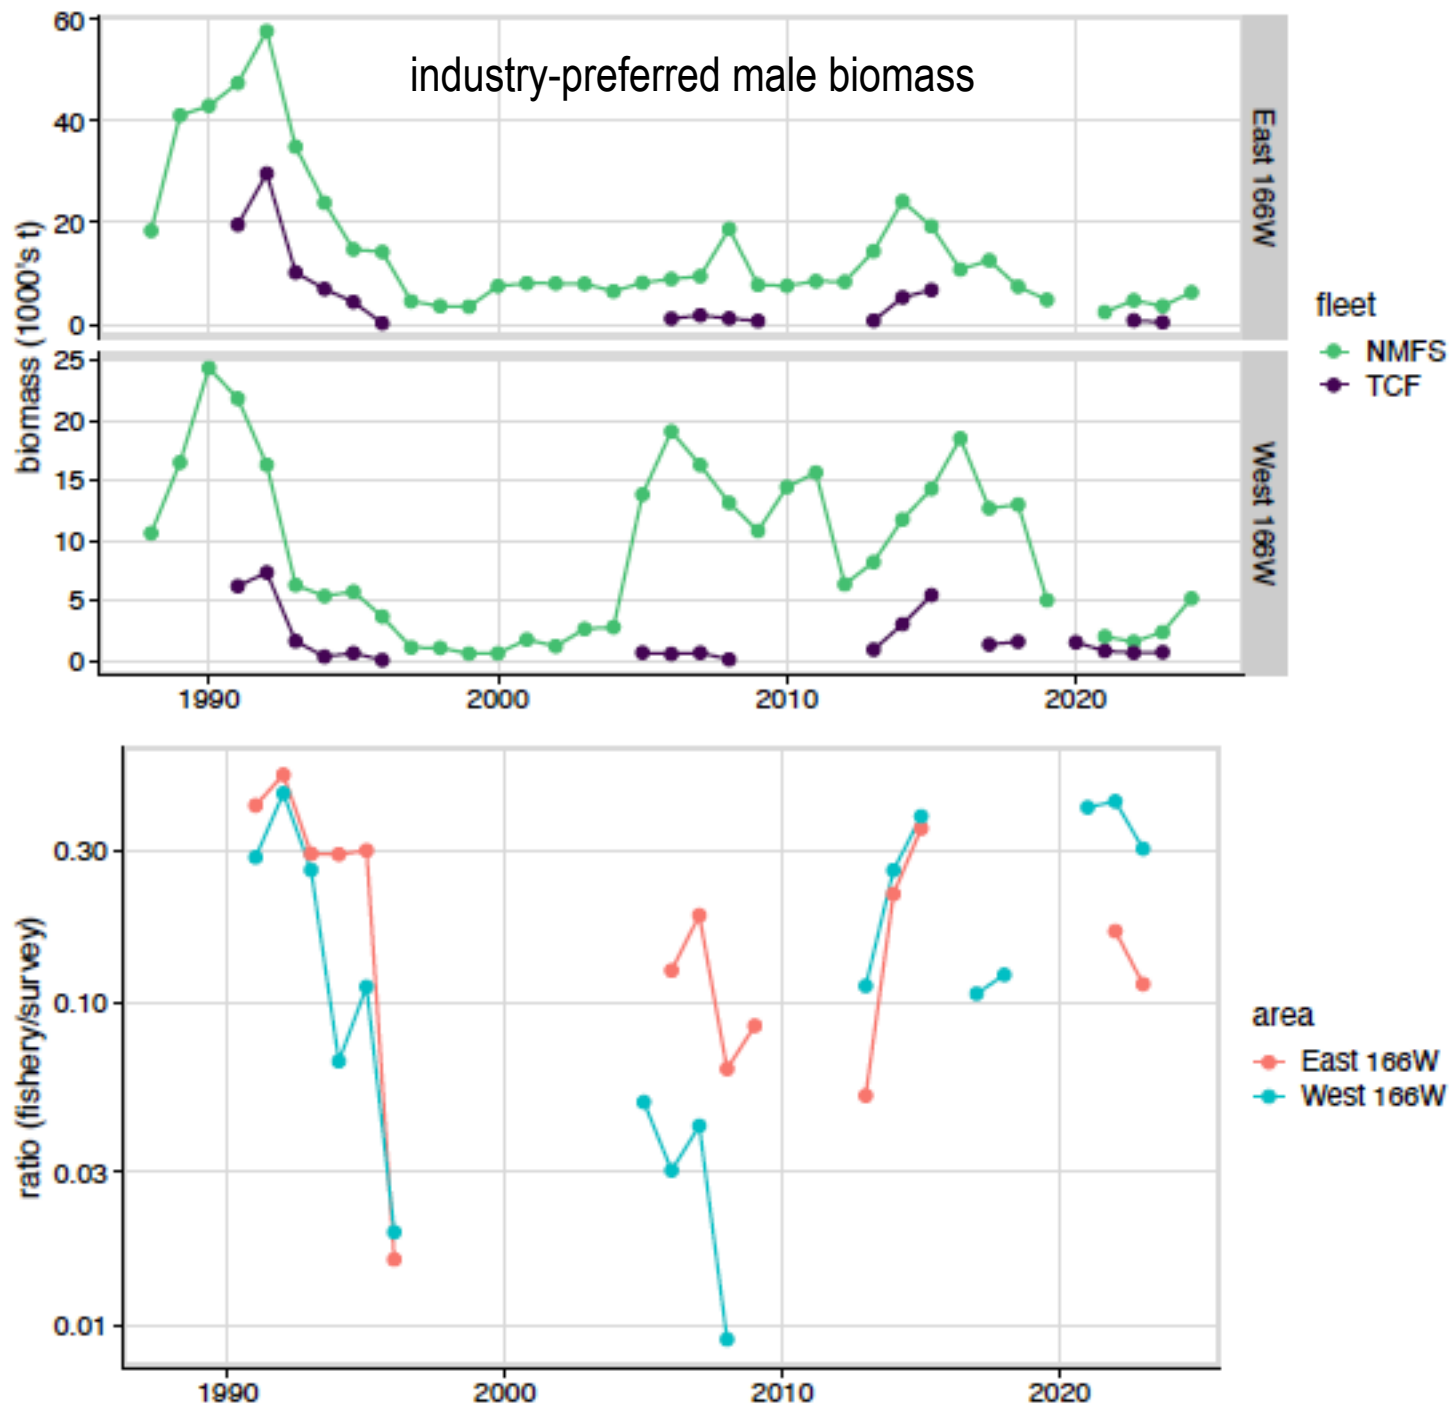 industry-preferred male biomass
60
40
20
0
East 166W
25
20
15
10
5
0
West 166W
biomass (1000's t)
1990 2000 2010 2020
fleet
NMFS
TCF
0.30
0.10
0.03
0.01
ratio (fishery/survey)
1990 2000 2010 2020
area
East 166W
West 166W